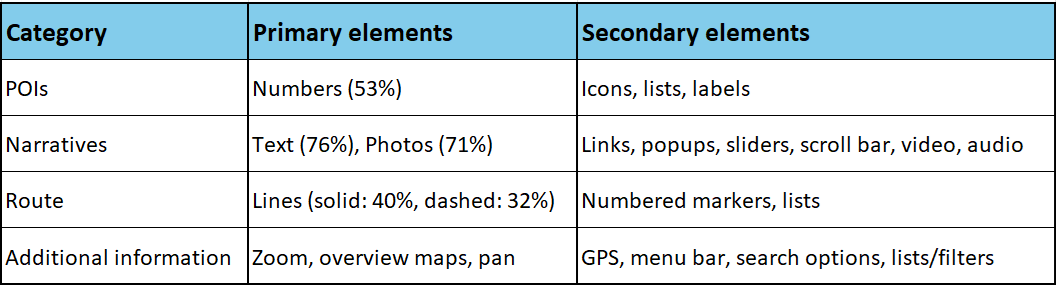 Category Primary elements Secondary elements
POIs Numbers (53%) Icons, lists, labels
Narratives Text (76%), Photos (71%) Links, popups, sliders, scroll bar, video, audio
Route Lines (solid: 40%, dashed: 32%) Numbered markers, lists
Additional information Zoom, overview maps, pan GPS, menu bar, search options, lists/filters